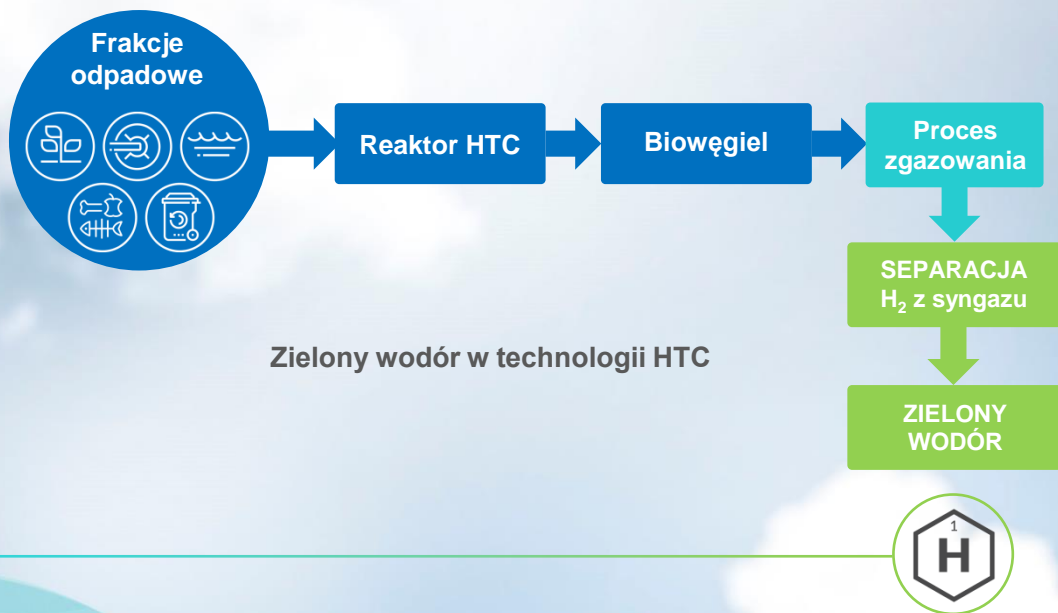 Frakcje
odpadowe
Reaktor HTC
Biowęgiel
Proces
zgazowania
SEPARACJA
H₂ z syngazu
Zielony wodór w technologii HTC
ZIELONY
WODÓR
1
H